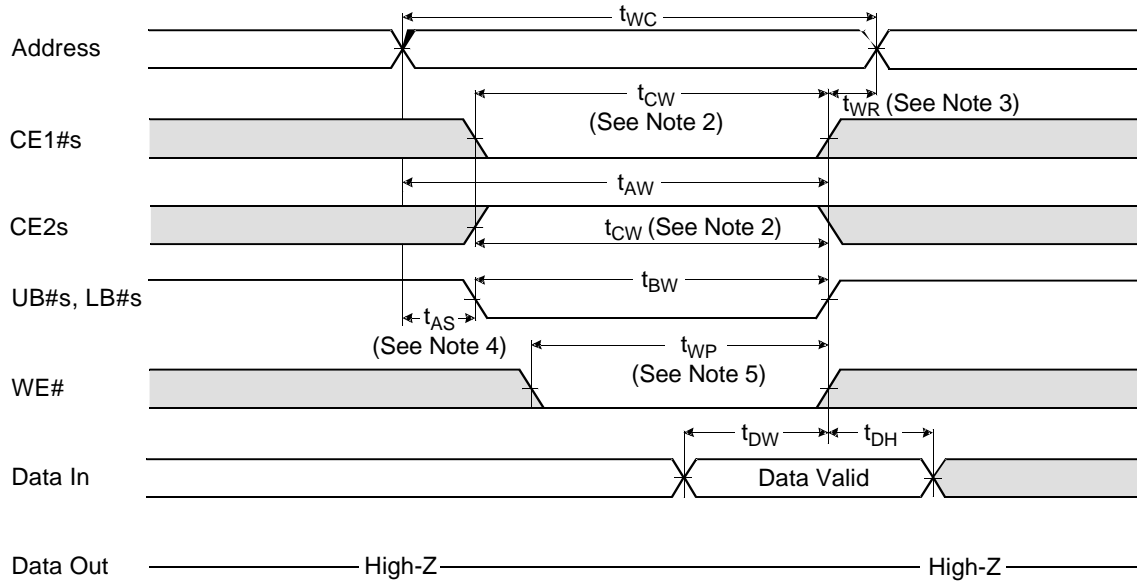 tWC
Address
tCW
(See Note 2)
tWR (See Note 3)
CE1#s
tAW
CE2s
tCW (See Note 2)
UB#s, LB#s
tBW
tAS
(See Note 4)
tWP
(See Note 5)
WE#
tDW
tDH
Data In
Data Valid
Data Out
High-Z
High-Z